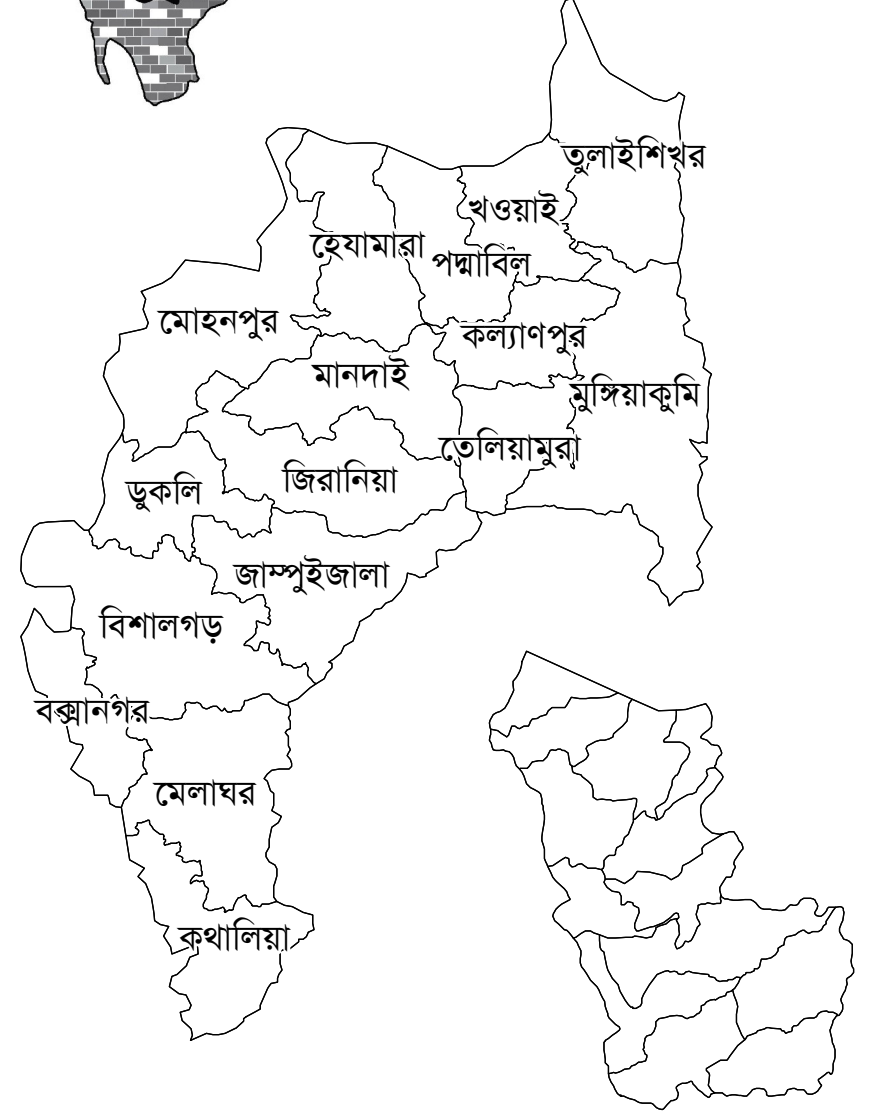 তুলাইশিখর
খওয়াই
হেযামারা
পদ্মাবিল
মোহনপুর
কল্যাণপুর
মানদাই
মুঙ্গিয়াকুমি
তেলিয়ামুরা
জিরানিয়া
ডুকলি
জাম্পুইজালা
বিশালগড়
বক্সানগর
মেলাঘর
কথালিয়া